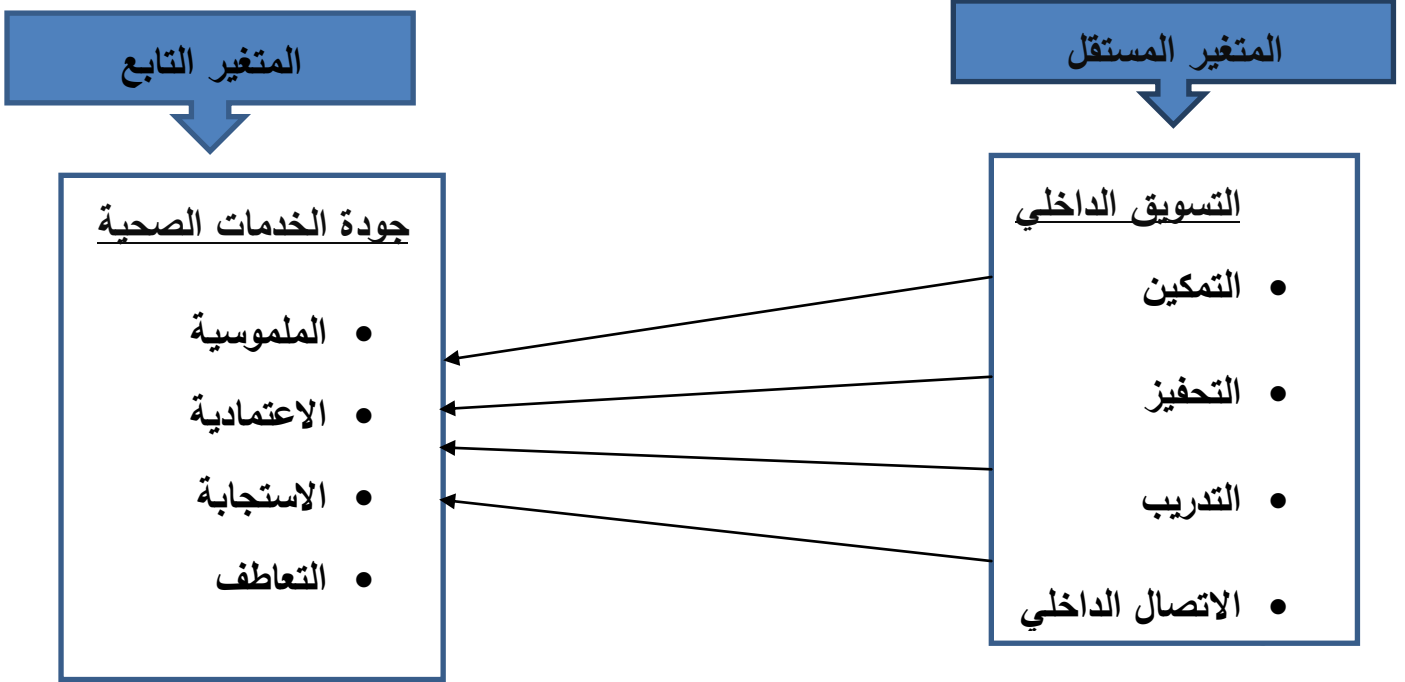 المتغير المستقل
التسويق الداخلي
• التمكين
• التحفيز
• التدريب
• الاتصال الداخلي
المتغير التابع
جودة الخدمات الصحية
• الملموسية
• الاعتمادية
• الاستجابة
• التعاطف